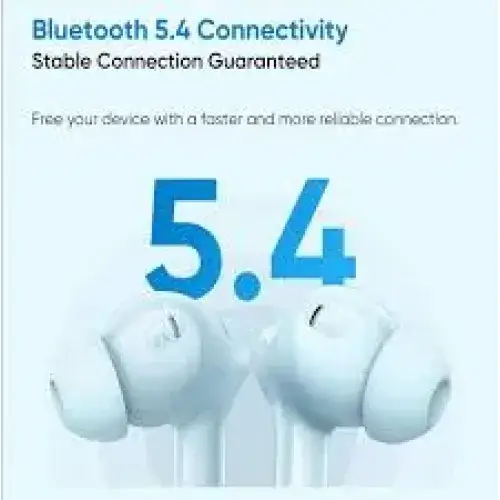 Bluetooth 5.4 Connectivity
Stable Connection Guaranteed
Free your device with a faster and more reliable connection.
5.4